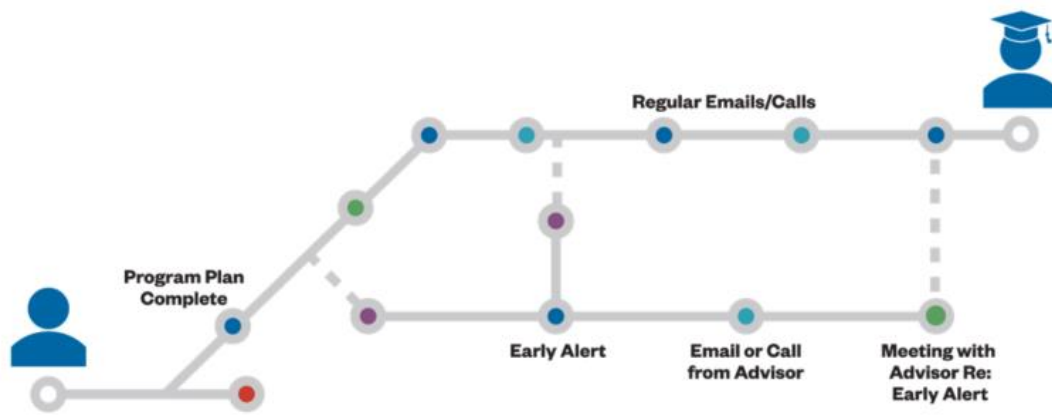 Regular Emails/Calls
Program Plan
Complete
Early Alert
Email or Call
from Advisor
Meeting with
Advisor Re:
Early Alert